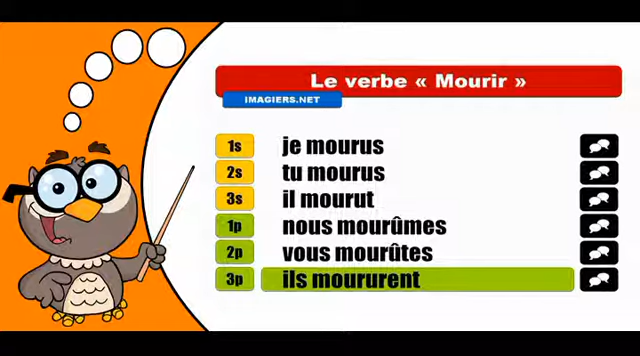 Le verbe « Mourir »
IMAGIERS.NET
1s je mourus
2s tu mourus
3s il mourut
1p nous mourûmes
2p vous mourûtes
3p ils moururent